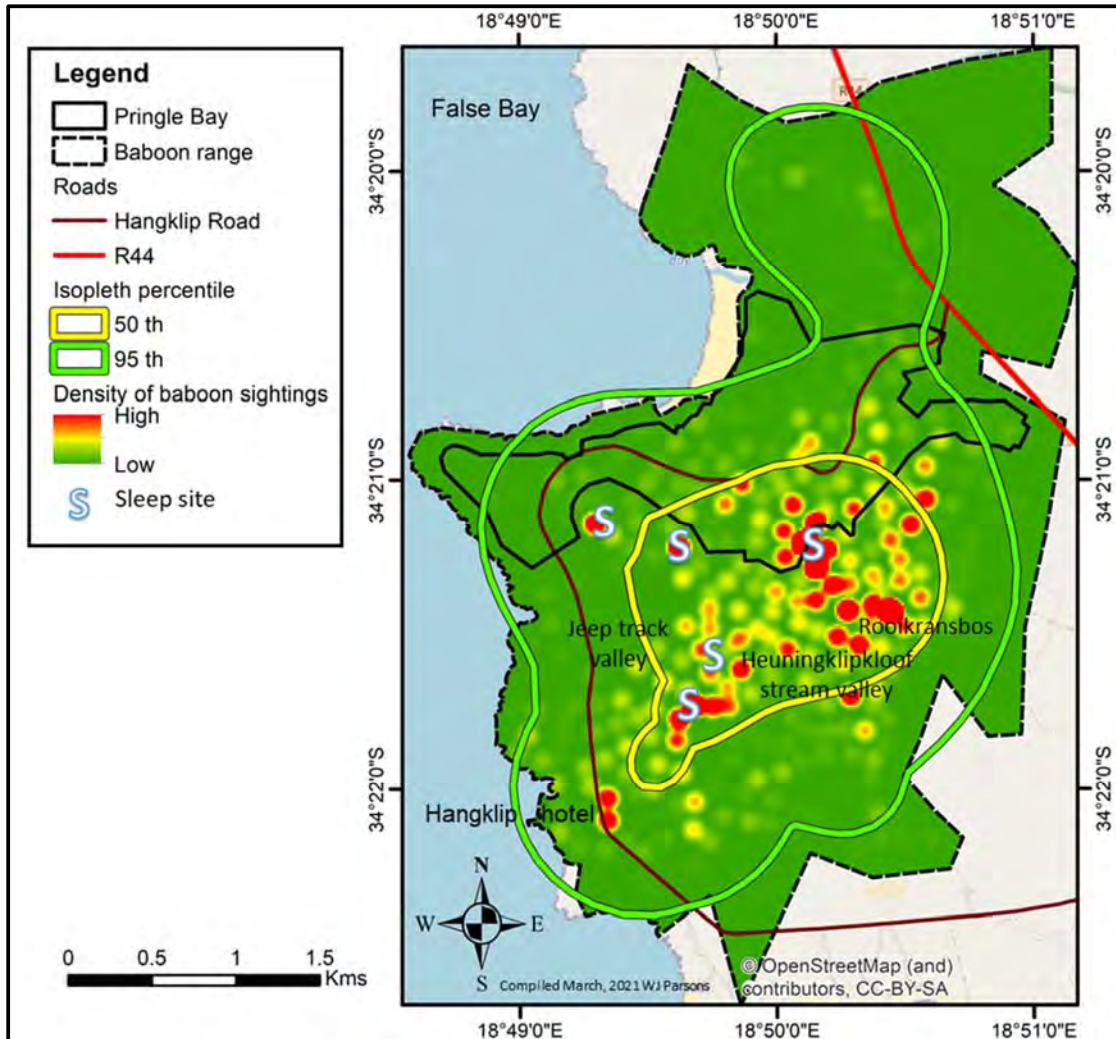 18°49'0"E 18°50'0"E 18°51'0"E
Legend
Pringle Bay
Baboon range
Roads
Hangklip Road
R44
Isopleth percentile
50 th
95 th
Density of baboon sightings
High
Low
S Sleep site
False Bay
R44
34°20'0"S 34°20'0"S
34°21'0"S 34°21'0"S
S
S
S
Jeep track
valley
Rooikransbos
S
Heuningklipkloof
stream valley
S
34°22'0"S 34°22'0"S
Hangklip hotel
N
W E
S
0 0.5 1 1.5
Kms
Compiled March, 2021 WJ Parsons
© OpenStreetMap (and)
contributors, CC-BY-SA
18°49'0"E 18°50'0"E 18°51'0"E